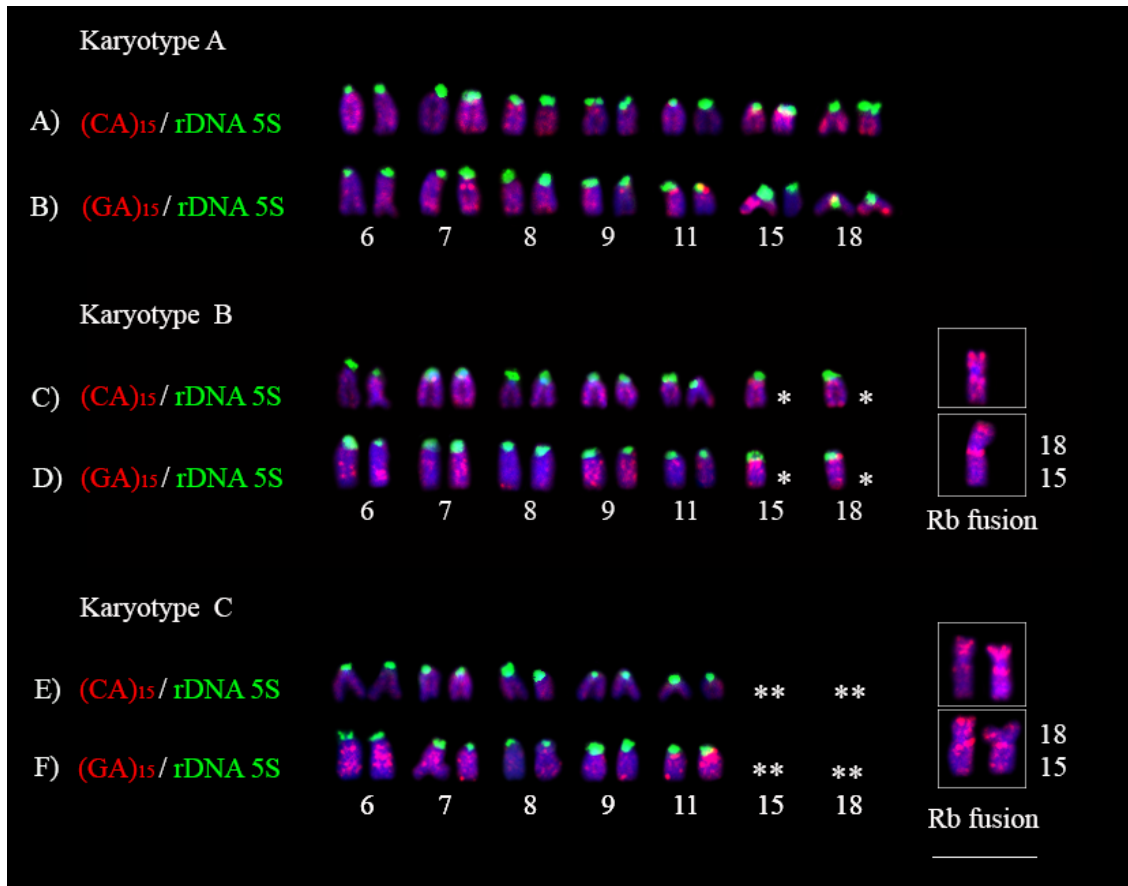 Karyotype A
A) (CA)15 / rDNA 5S
B) (GA)15 / rDNA 5S
6 7 8 9 11 15 18
Karyotype B
C) (CA)15 / rDNA 5S * *
D) (GA)15 / rDNA 5S * * 18
15
6 7 8 9 11 15 18 Rb fusion
Karyotype C
E) (CA)15 / rDNA 5S ** **
F) (GA)15 / rDNA 5S ** ** 18
15
6 7 8 9 11 15 18 Rb fusion